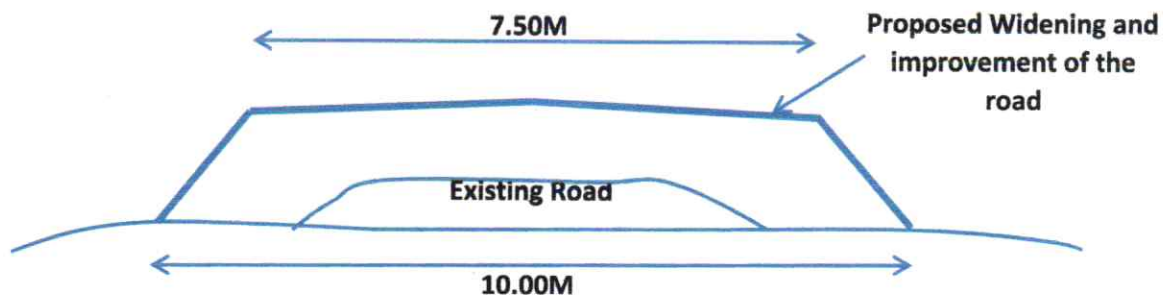 7.50M
Proposed Widening and
improvement of the
road
Existing Road
10.00M